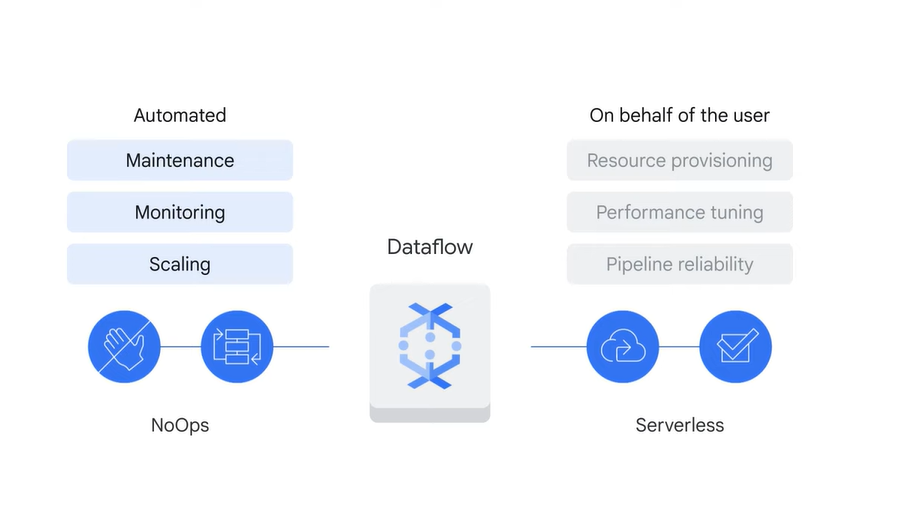 Automated
Maintenance
Monitoring
Scaling
NoOps
Dataflow
On behalf of the user
Resource provisioning
Performance tuning
Pipeline reliability
Serverless